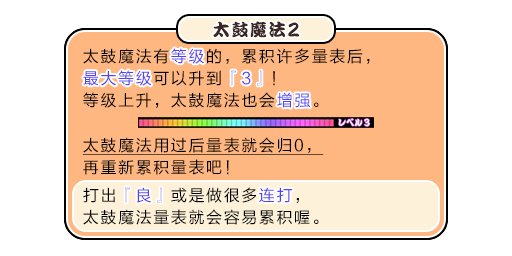 太鼓魔法2
太鼓魔法有等级的，累积许多量表后，
最大等级可以升到『3』！
等级上升，太鼓魔法也会增强。
レベル3
太鼓魔法用过后量表就会归0，
再重新累积量表吧！
打出『良』或是做很多连打，
太鼓魔法量表就会容易累积喔。